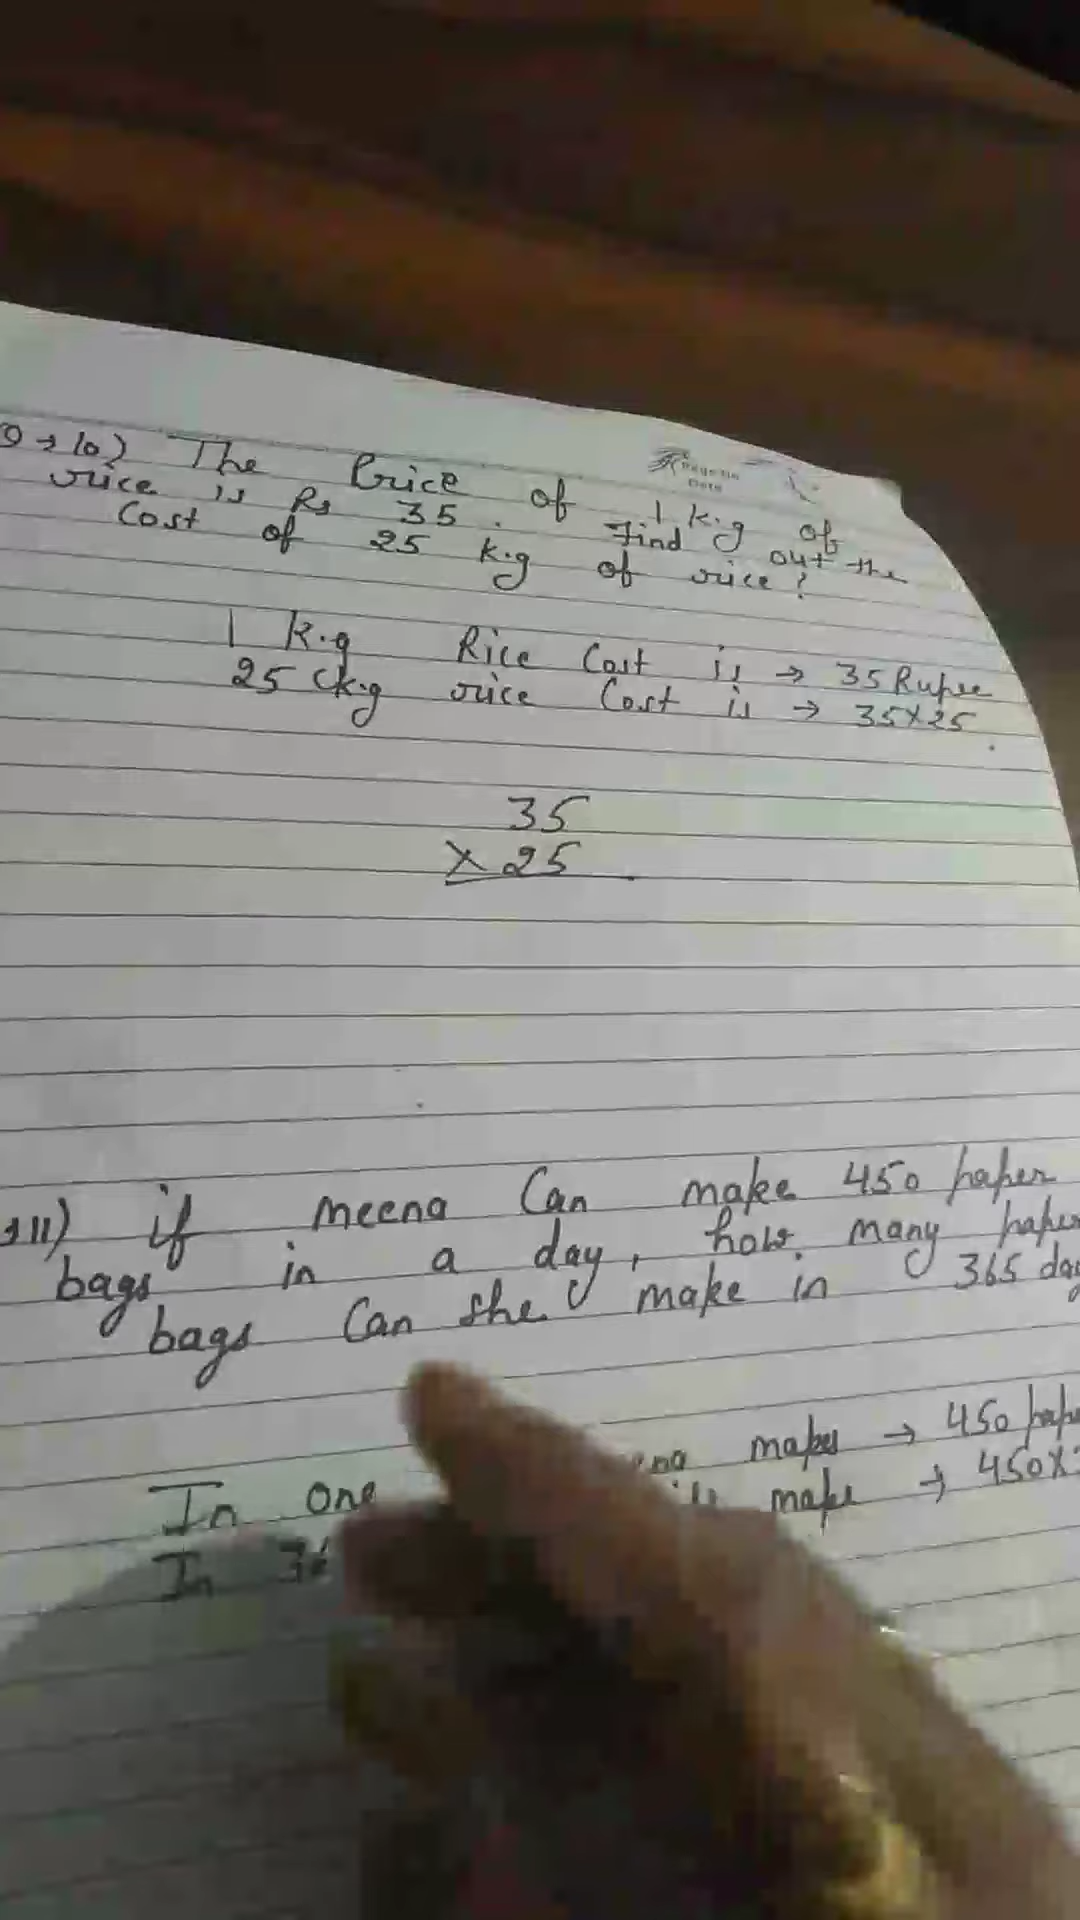 Q→10) The Price of 1 k.g of
rice is Rs 35. Find out the
Cost of 25 k.g of rice?
1 k.g Rice Cost is → 35 Rupee
25 k.g rice Cost is → 35×25
35
×25
→11) if meena Can make 450 paper
bags in a day, how many paper
bags Can she make in 365 day
In one makes → 450
In make → 450×